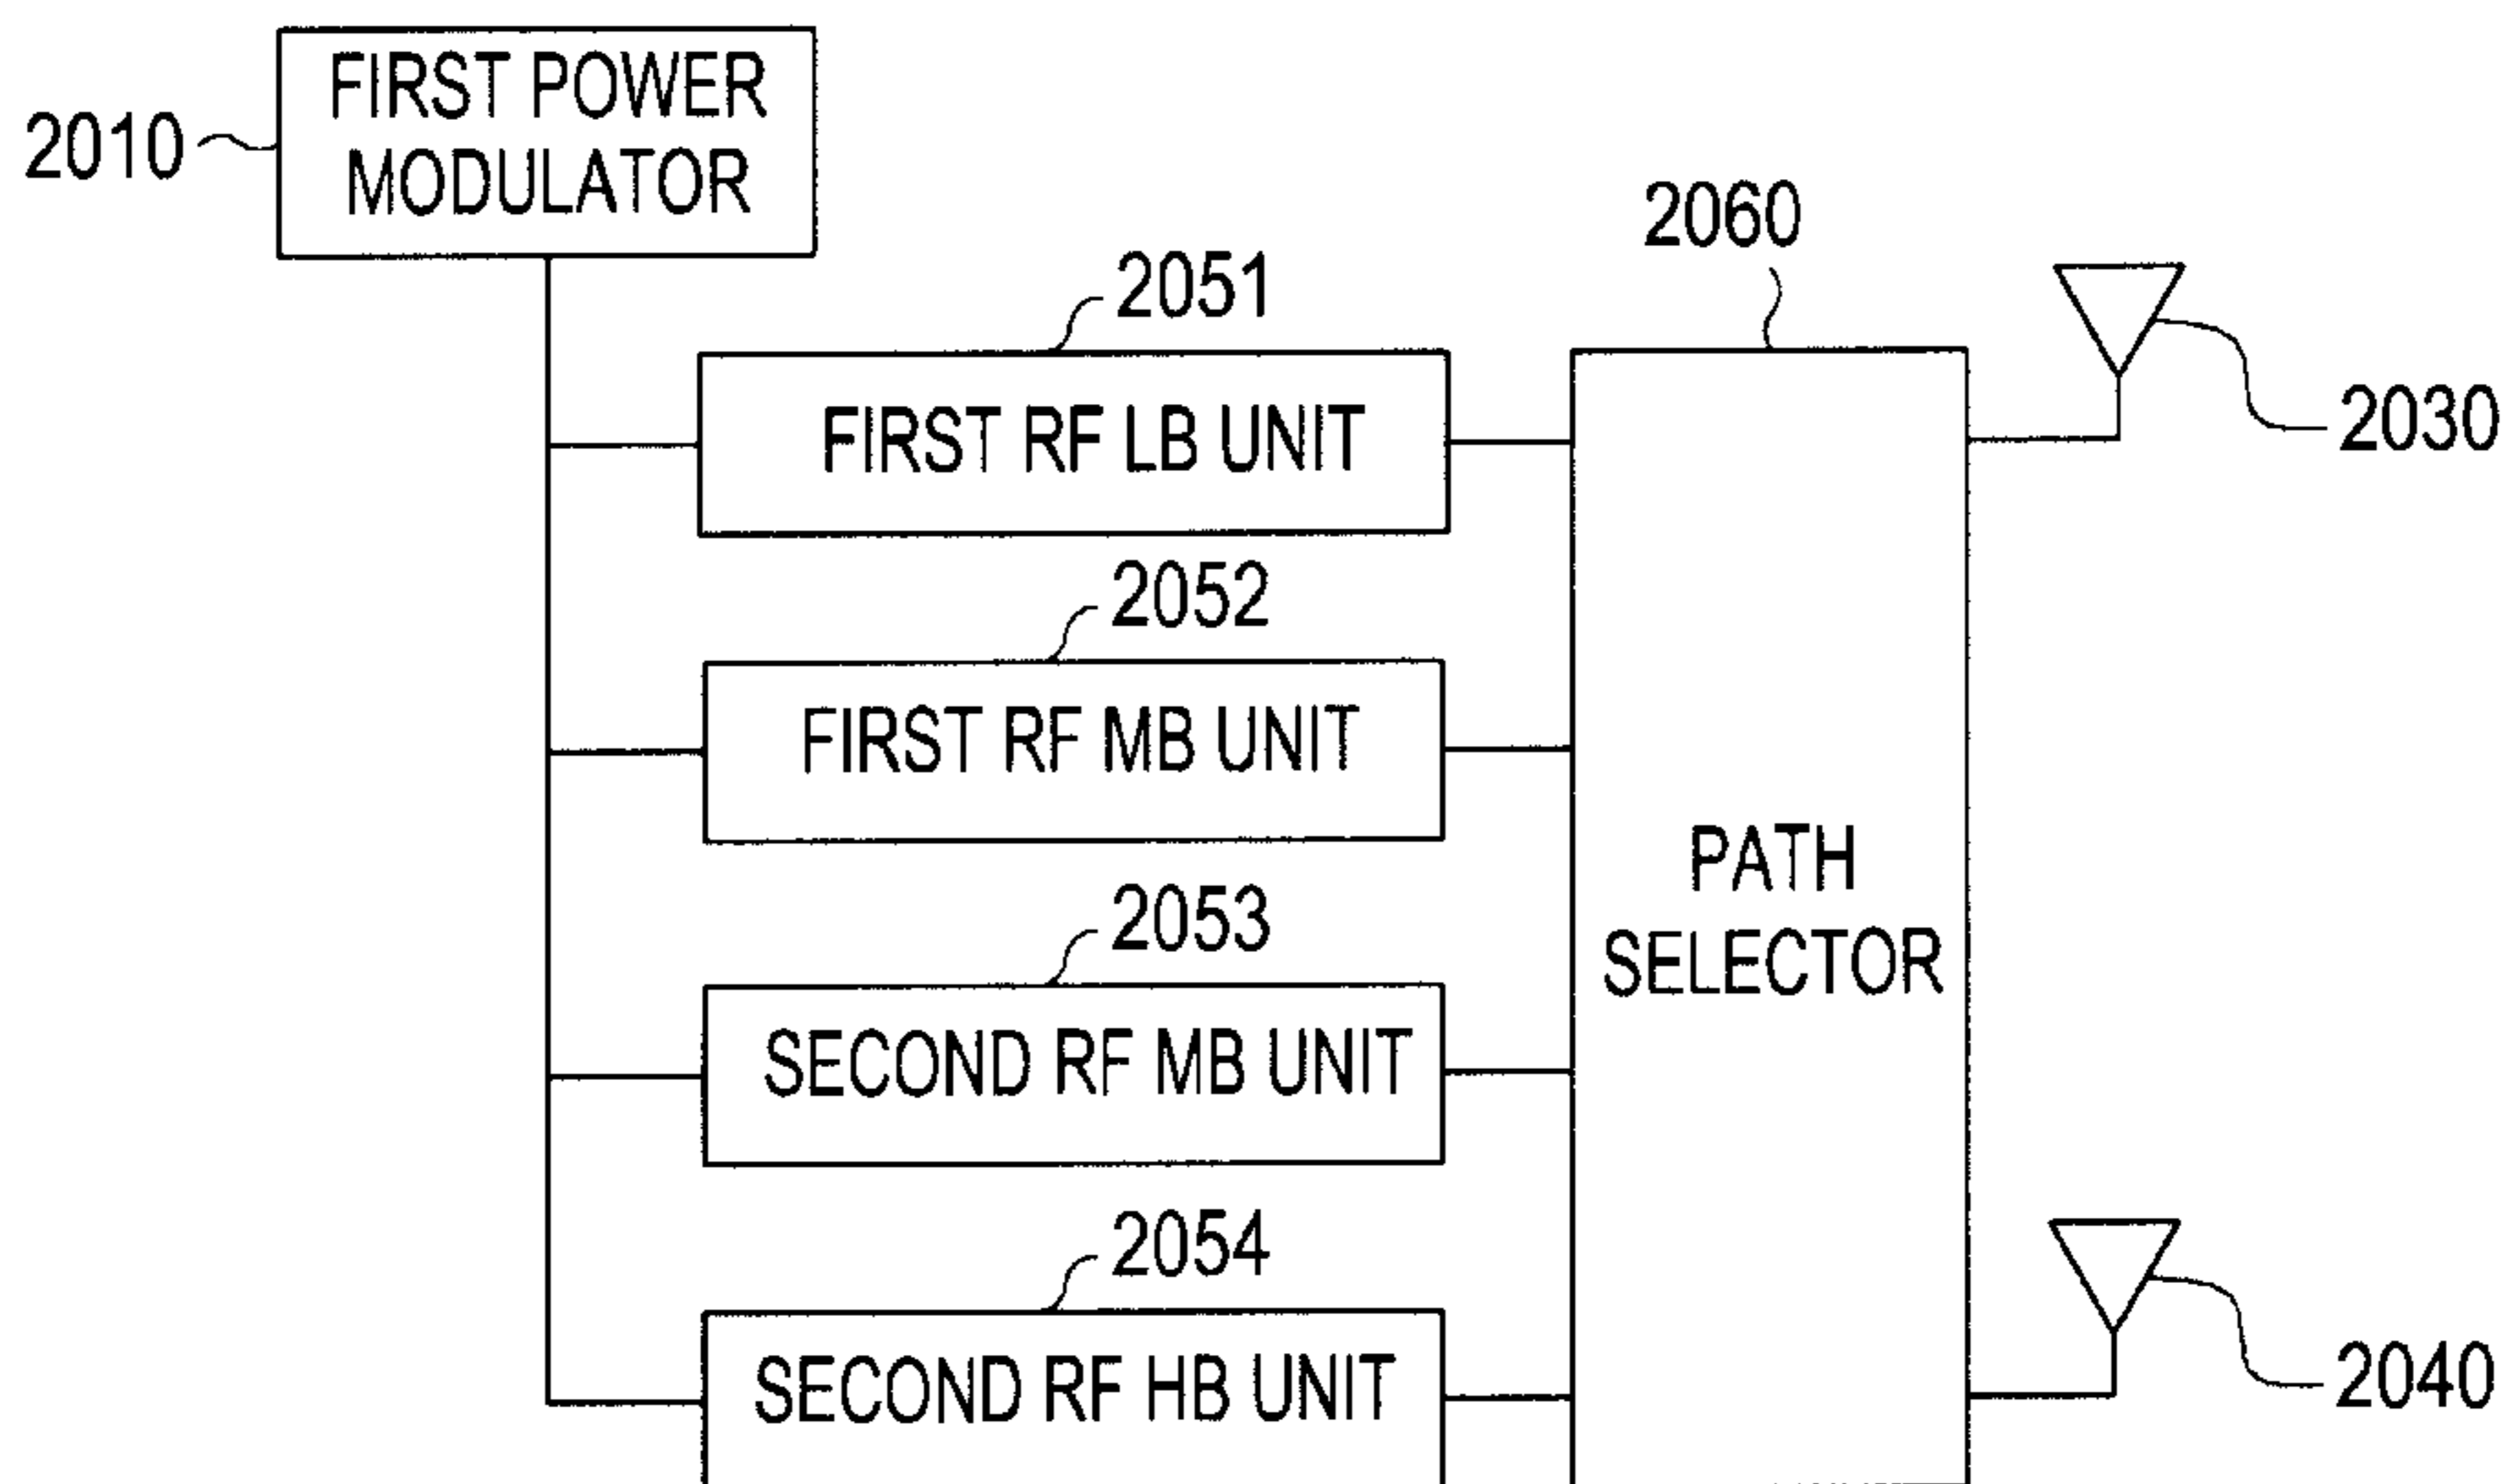 FIRST POWER
MODULATOR
2010
2060
2051
FIRST RF LB UNIT
2030
2052
FIRST RF MB UNIT
PATH
SELECTOR
2053
SECOND RF MB UNIT
2054
SECOND RF HB UNIT
2040